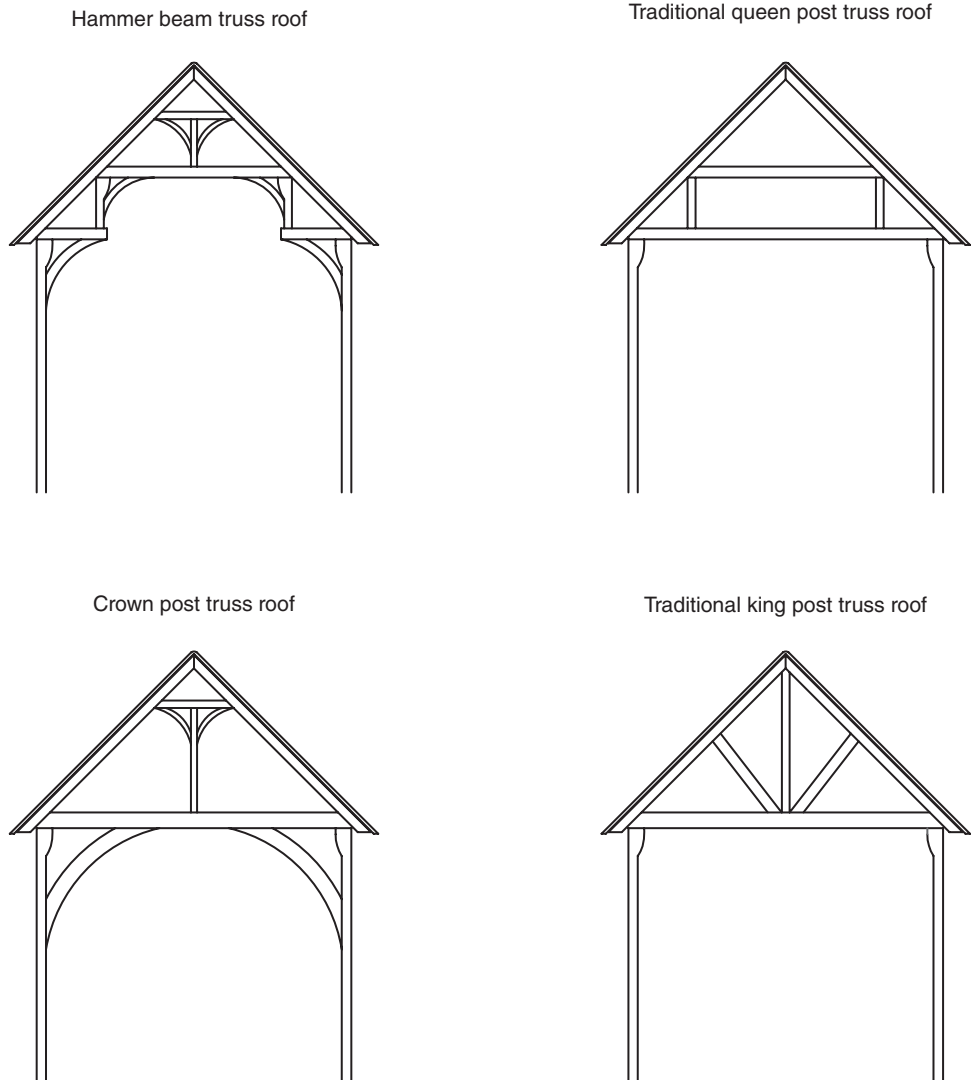 Hammer beam truss roof
Traditional queen post truss roof
Crown post truss roof
Traditional king post truss roof